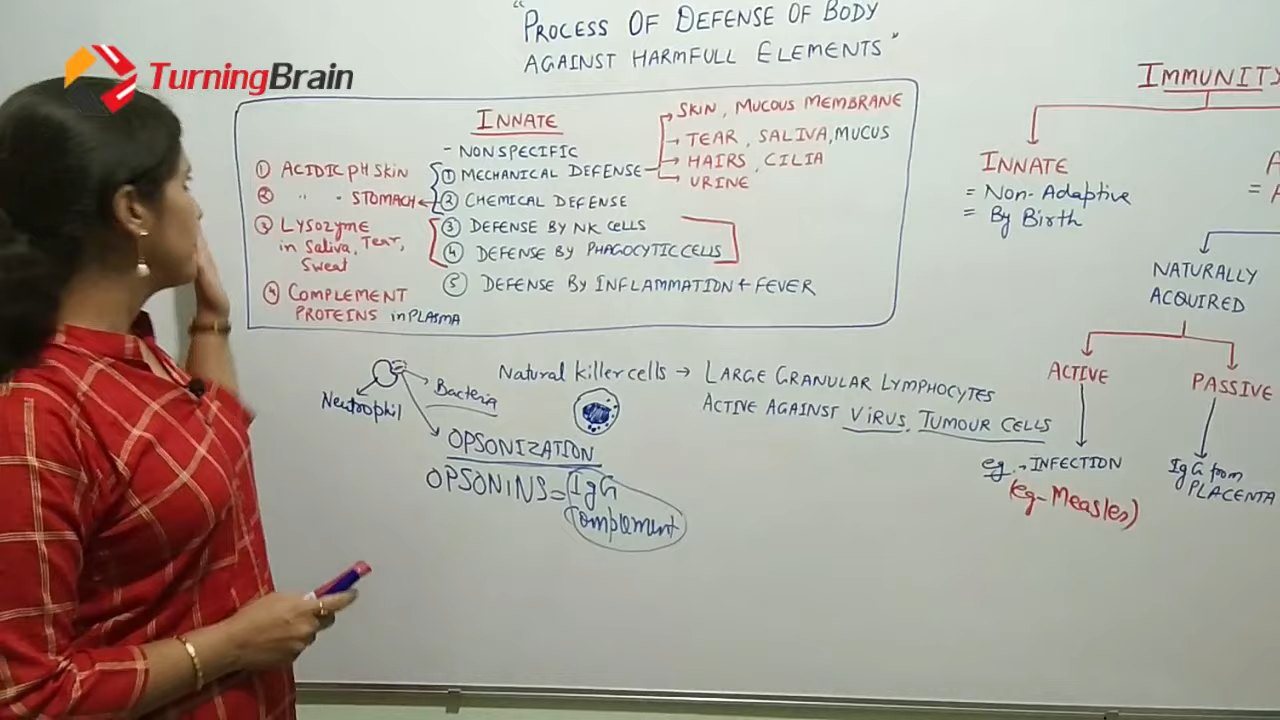 TurningBrain
"PROCESS OF DEFENSE OF BODY
AGAINST HARMFULL ELEMENTS"
INNATE
- NONSPECIFIC
① MECHANICAL DEFENSE
② CHEMICAL DEFENSE
③ DEFENSE BY NK CELLS
④ DEFENSE BY PHAGOCYTIC CELLS
⑤ DEFENSE BY INFLAMMATION + FEVER
→ SKIN, MUCOUS MEMBRANE
→ TEAR, SALIVA, MUCUS
→ HAIRS, CILIA
→ URINE
① ACIDIC pH SKIN
② " - STOMACH
③ LYSOZYME
in Saliva, Tear,
Sweat
④ COMPLEMENT
PROTEINS in PLASMA
Neutrophil
Bacteria
OPSONIZATION
OPSONINS = IgG
Complement
Natural killer cells → LARGE GRANULAR LYMPHOCYTES
ACTIVE AGAINST VIRUS, TUMOUR CELLS
IMMUNITY
INNATE
= Non-Adaptive
= By Birth
A
= A
NATURALLY
ACQUIRED
ACTIVE
PASSIVE
eg. → INFECTION
(eg- Measles)
IgG from
PLACENTA